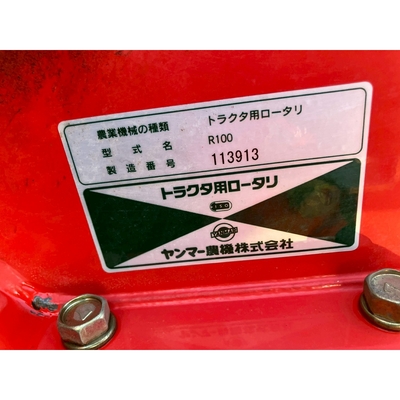 農業機械の種類 トラクタ用ロータリ
型式名 R100
製造番号 113913
トラクタ用ロータリ
YANMAR
ヤンマー農機株式会社